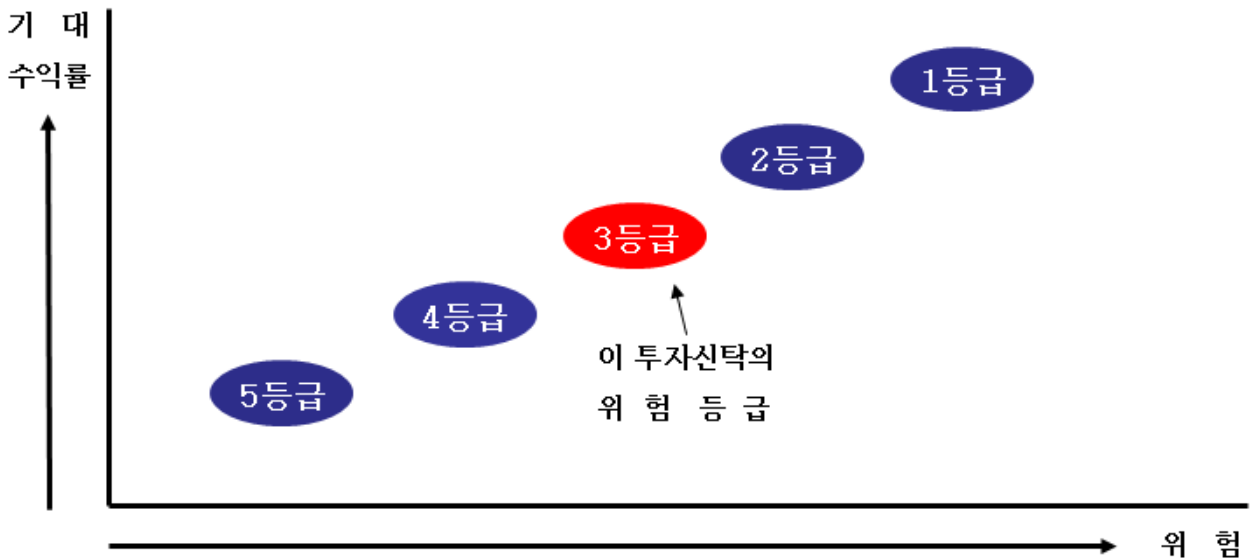 기 대
수익률
1등급
2등급
3등급
4등급
5등급
이 투자신탁의
위 험 등 급
위 험